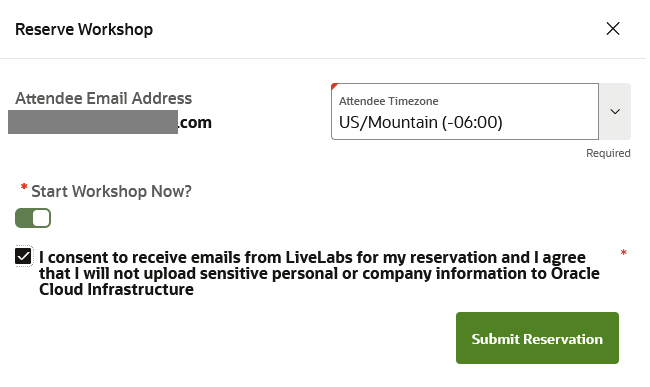 Reserve Workshop
Attendee Email Address
.com
Attendee Timezone
US/Mountain (-06:00)
Required
* Start Workshop Now?
I consent to receive emails from LiveLabs for my reservation and I agree *
that I will not upload sensitive personal or company information to Oracle
Cloud Infrastructure
Submit Reservation